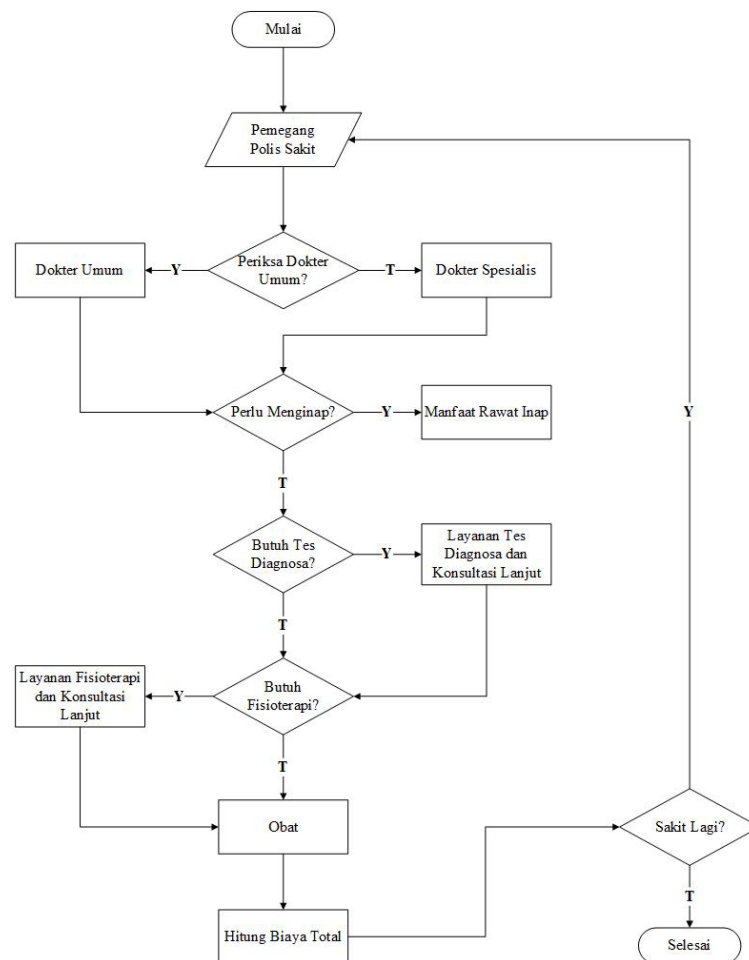 Mulai
Pemegang
Polis Sakit
Dokter Umum
Y
Periksa Dokter
Umum?
T
Dokter Spesialis
Perlu Menginap?
Y
Manfaat Rawat Inap
Y
T
Butuh Tes
Diagnosa?
Y
Layanan Tes
Diagnosa dan
Konsultasi Lanjut
T
Layanan Fisioterapi
dan Konsultasi
Lanjut
Y
Butuh
Fisioterapi?
T
Obat
Sakit Lagi?
T
Hitung Biaya Total
Selesai